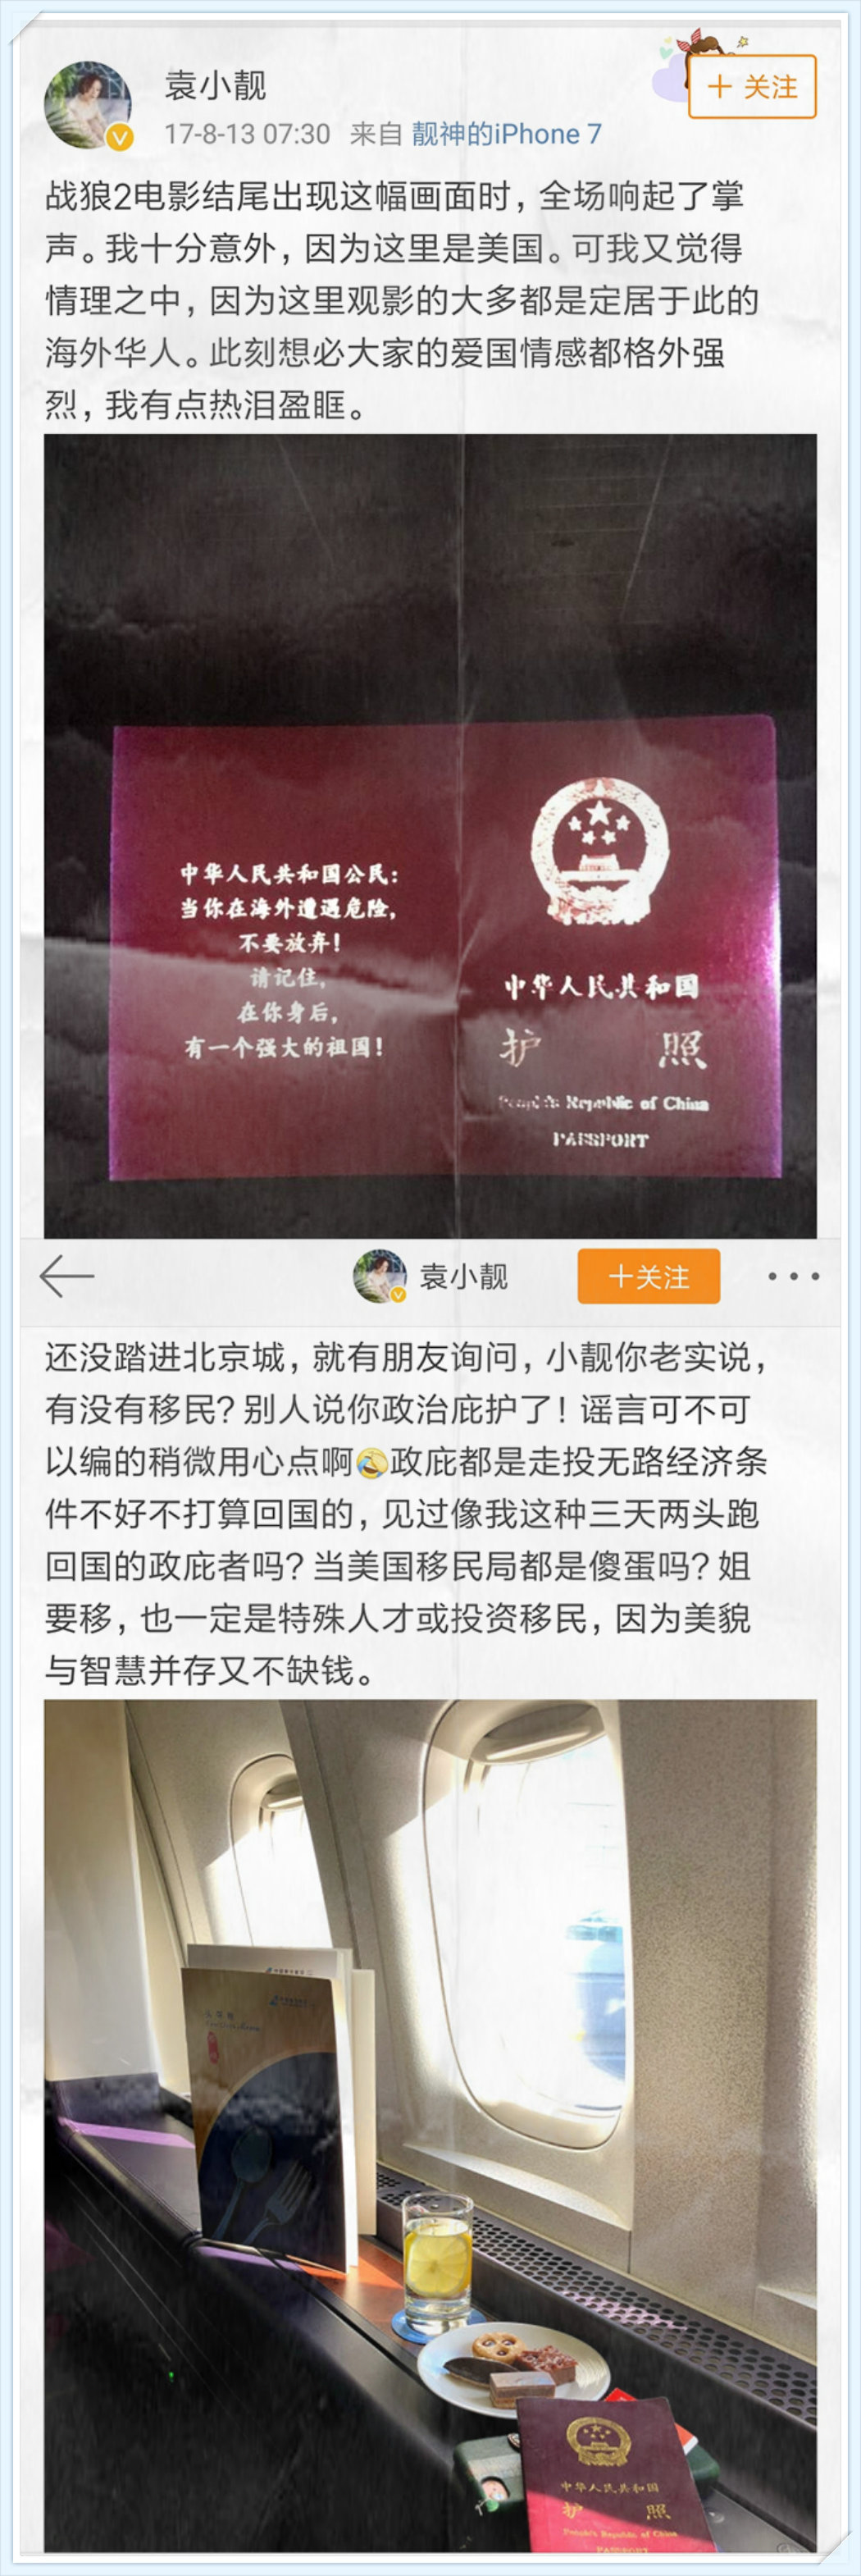 袁小靓
+ 关注
17-8-13 07:30 来自 靓神的iPhone 7
战狼2电影结尾出现这幅画面时，全场响起了掌
声。我十分意外，因为这里是美国。可我又觉得
情理之中，因为这里观影的大多都是定居于此的
海外华人。此刻想必大家的爱国情感都格外强
烈，我有点热泪盈眶。
中华人民共和国公民：
当你在海外遭遇危险，
不要放弃！
请记住，
在你身后，
有一个强大的祖国！
中华人民共和国
护 照
People's Republic of China
PASSPORT
袁小靓
+关注
还没踏进北京城，就有朋友询问，小靓你老实说，
有没有移民？别人说你政治庇护了！谣言可不可
以编的稍微用心点啊🤣政庇都是走投无路经济条
件不好不打算回国的，见过像我这种三天两头跑
回国的政庇者吗？当美国移民局都是傻蛋吗？姐
要移，也一定是特殊人才或投资移民，因为美貌
与智慧并存又不缺钱。
中华人民共和国
护 照
People's Republic of China
PASSPORT